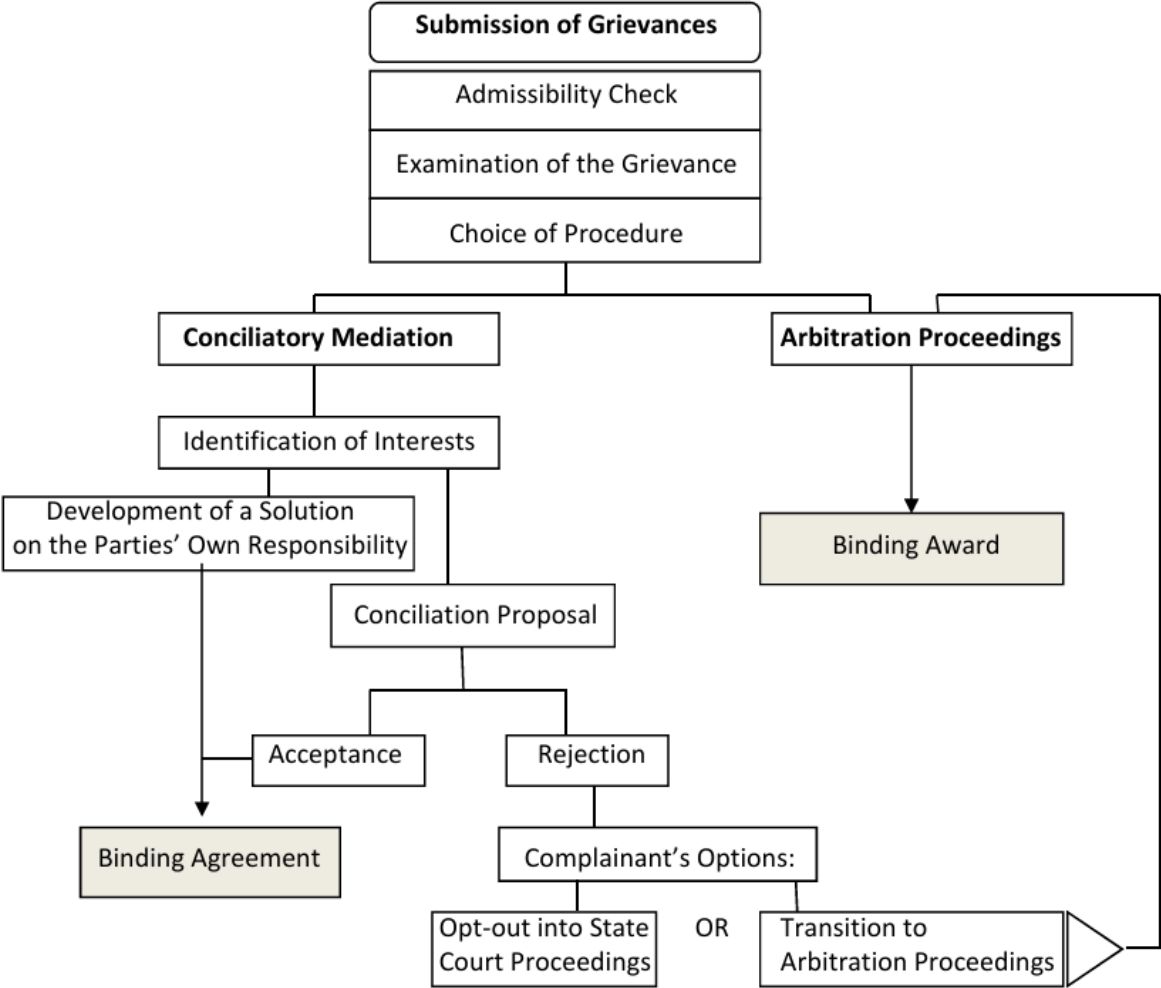 Submission of Grievances
Admissibility Check
Examination of the Grievance
Choice of Procedure
Conciliatory Mediation
Arbitration Proceedings
Identification of Interests
Development of a Solution
on the Parties’ Own Responsibility
Binding Award
Conciliation Proposal
Acceptance
Rejection
Binding Agreement
Complainant’s Options:
Opt-out into State
Court Proceedings
OR
Transition to
Arbitration Proceedings